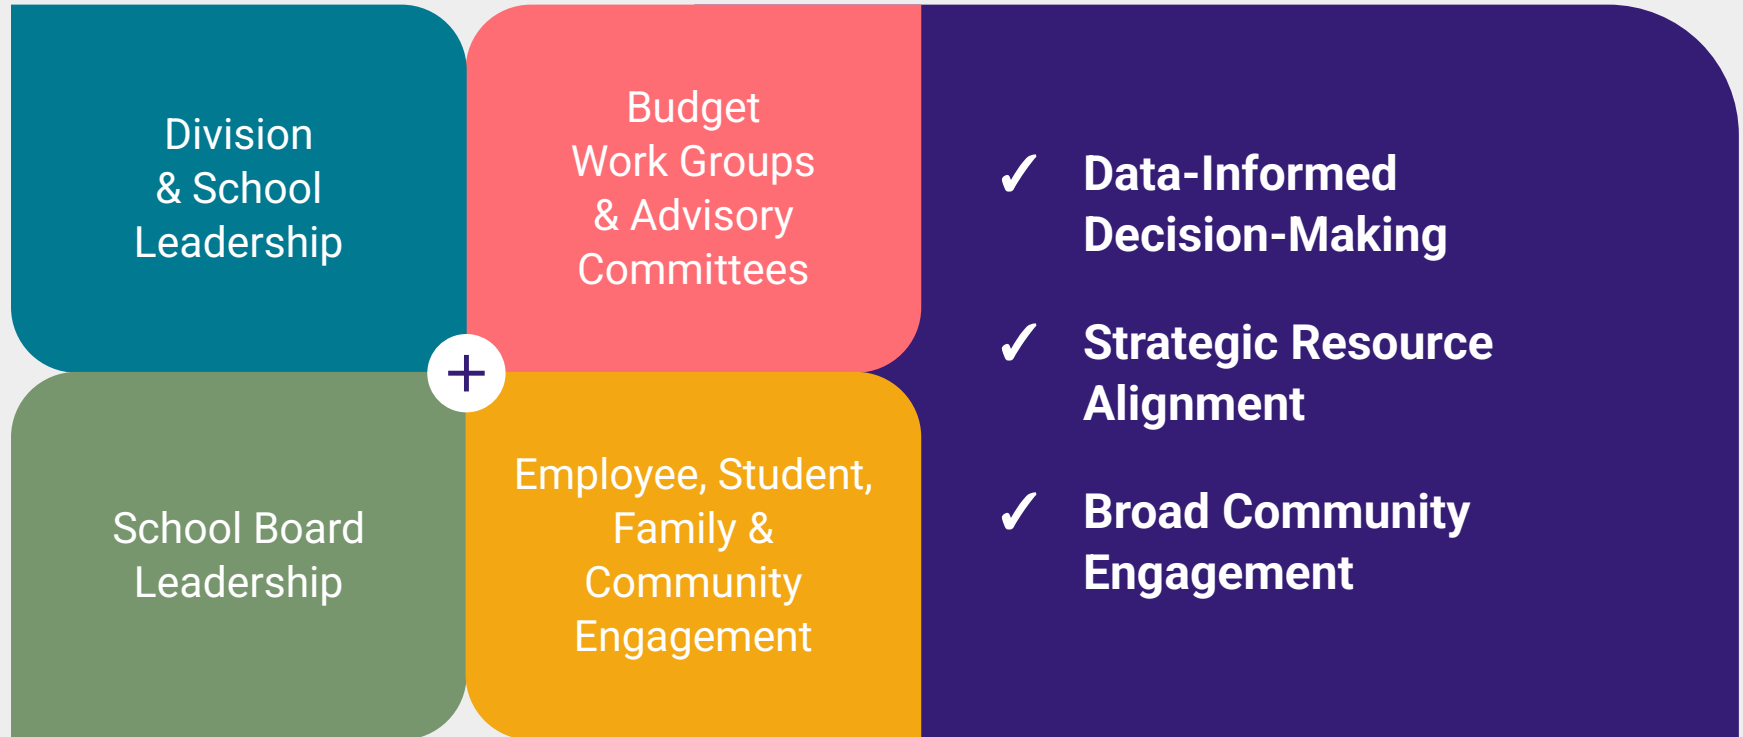 Division
& School
Leadership
Budget
Work Groups
& Advisory
Committees
School Board
Leadership
Employee, Student,
Family &
Community
Engagement
✓ Data-Informed
Decision-Making
✓ Strategic Resource
Alignment
✓ Broad Community
Engagement